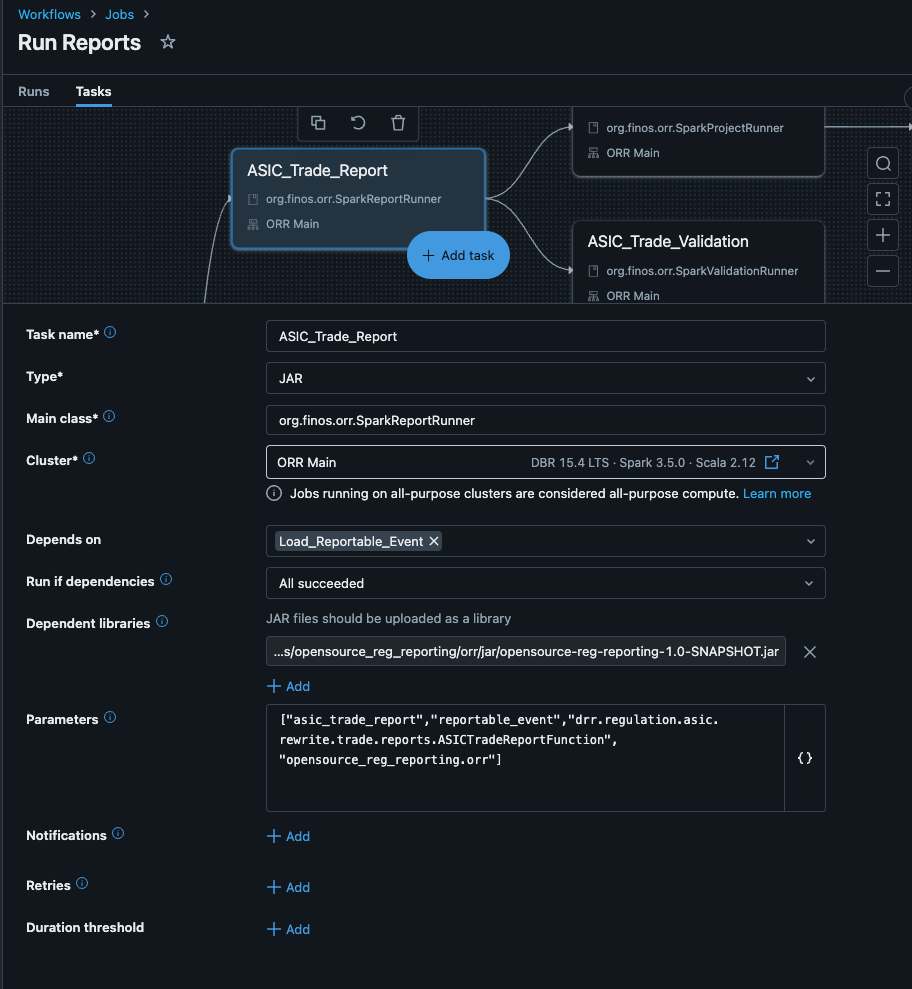 Workflows > Jobs >
Run Reports
Runs Tasks
ASIC_Trade_Report
org.finos.orr.SparkReportRunner
ORR Main
+ Add task
org.finos.orr.SparkProjectRunner
ORR Main
ASIC_Trade_Validation
org.finos.orr.SparkValidationRunner
ORR Main
Task name* ASIC_Trade_Report
Type* JAR
Main class* org.finos.orr.SparkReportRunner
Cluster* ORR Main DBR 15.4 LTS · Spark 3.5.0 · Scala 2.12
Jobs running on all-purpose clusters are considered all-purpose compute. Learn more
Depends on Load_Reportable_Event ×
Run if dependencies All succeeded
Dependent libraries JAR files should be uploaded as a library
...s/opensource_reg_reporting/orr/jar/opensource-reg-reporting-1.0-SNAPSHOT.jar
+ Add
Parameters ["asic_trade_report","reportable_event","drr.regulation.asic.
rewrite.trade.reports.ASICTradeReportFunction",
"opensource_reg_reporting.orr"]
{}
Notifications + Add
Retries + Add
Duration threshold + Add